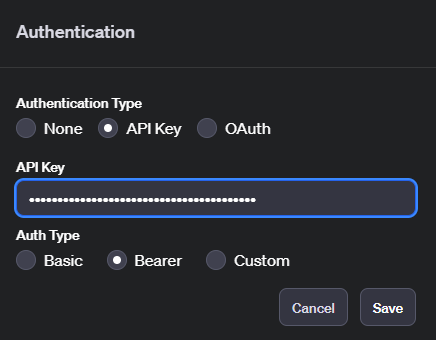 Authentication
Authentication Type
None API Key OAuth
API Key
Auth Type
Basic Bearer Custom
Cancel Save